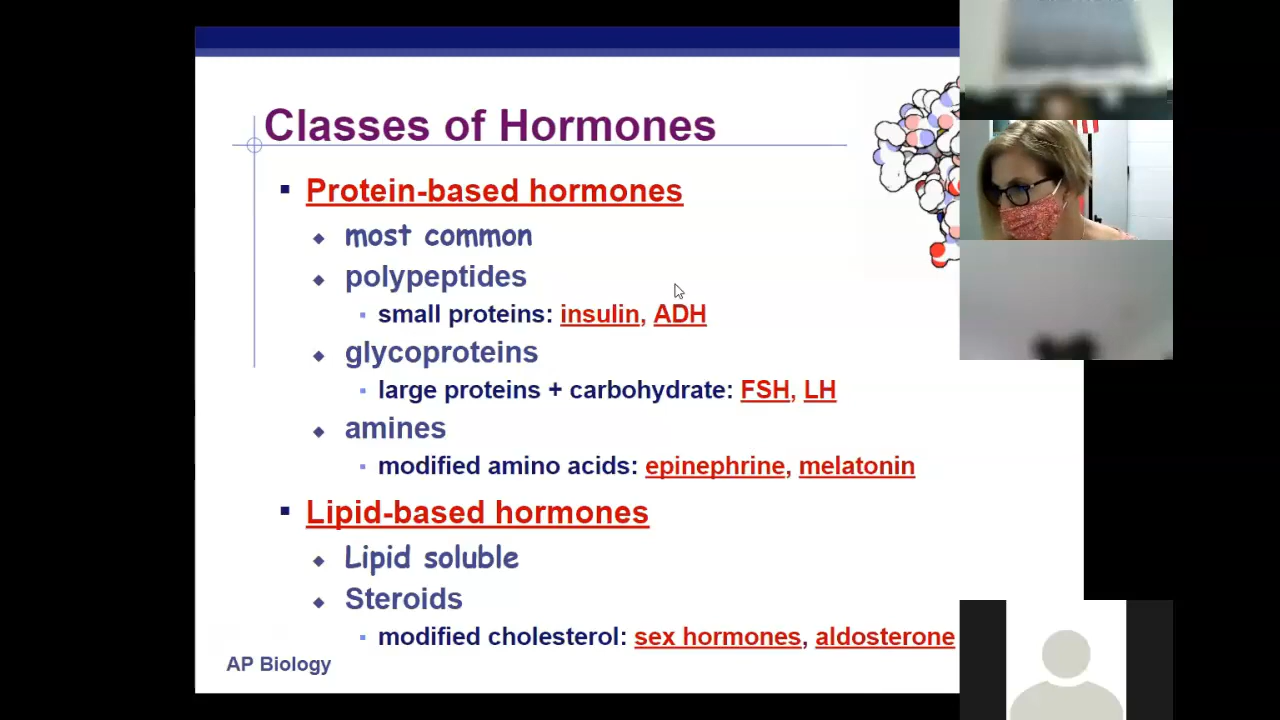 Classes of Hormones
Protein-based hormones
most common
polypeptides
small proteins: insulin, ADH
glycoproteins
large proteins + carbohydrate: FSH, LH
amines
modified amino acids: epinephrine, melatonin
Lipid-based hormones
Lipid soluble
Steroids
modified cholesterol: sex hormones, aldosterone
AP Biology